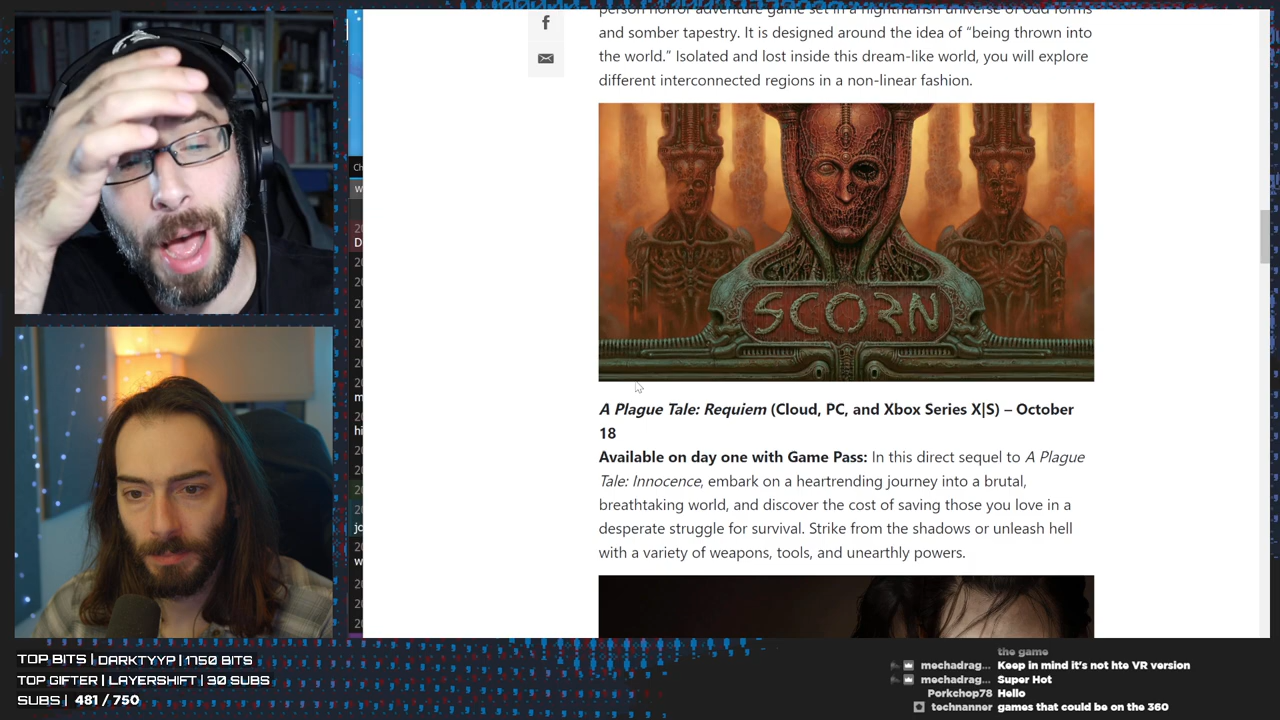 person horror adventure game set in a nightmarish universe of odd forms
and somber tapestry. It is designed around the idea of “being thrown into
the world.” Isolated and lost inside this dream-like world, you will explore
different interconnected regions in a non-linear fashion.
SCORN
A Plague Tale: Requiem (Cloud, PC, and Xbox Series X|S) – October
18
Available on day one with Game Pass: In this direct sequel to A Plague
Tale: Innocence, embark on a heartrending journey into a brutal,
breathtaking world, and discover the cost of saving those you love in a
desperate struggle for survival. Strike from the shadows or unleash hell
with a variety of weapons, tools, and unearthly powers.
TOP BITS | DARKTYYP | 1750 BITS
TOP GIFTER | LAYERSHIFT | 30 SUBS
SUBS | 481 / 750
the game
mechadrag... Keep in mind it's not hte VR version
mechadrag... Super Hot
Porkchop78 Hello
technanner games that could be on the 360